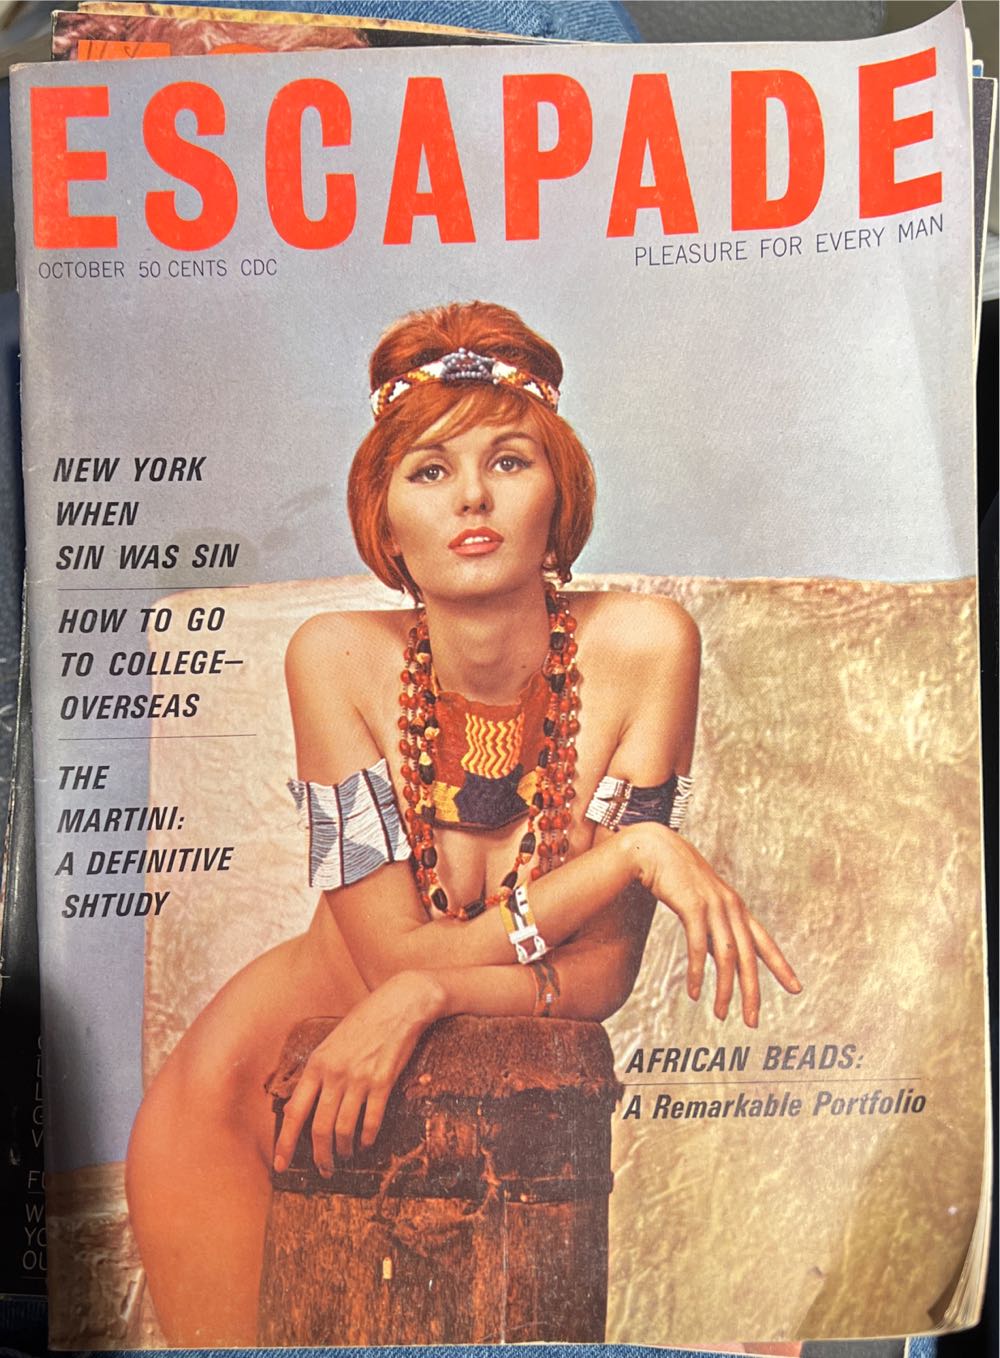 ESCAPADE
OCTOBER 50 CENTS CDC
PLEASURE FOR EVERY MAN
NEW YORK
WHEN
SIN WAS SIN
HOW TO GO
TO COLLEGE–
OVERSEAS
THE
MARTINI:
A DEFINITIVE
SHTUDY
AFRICAN BEADS:
A Remarkable Portfolio